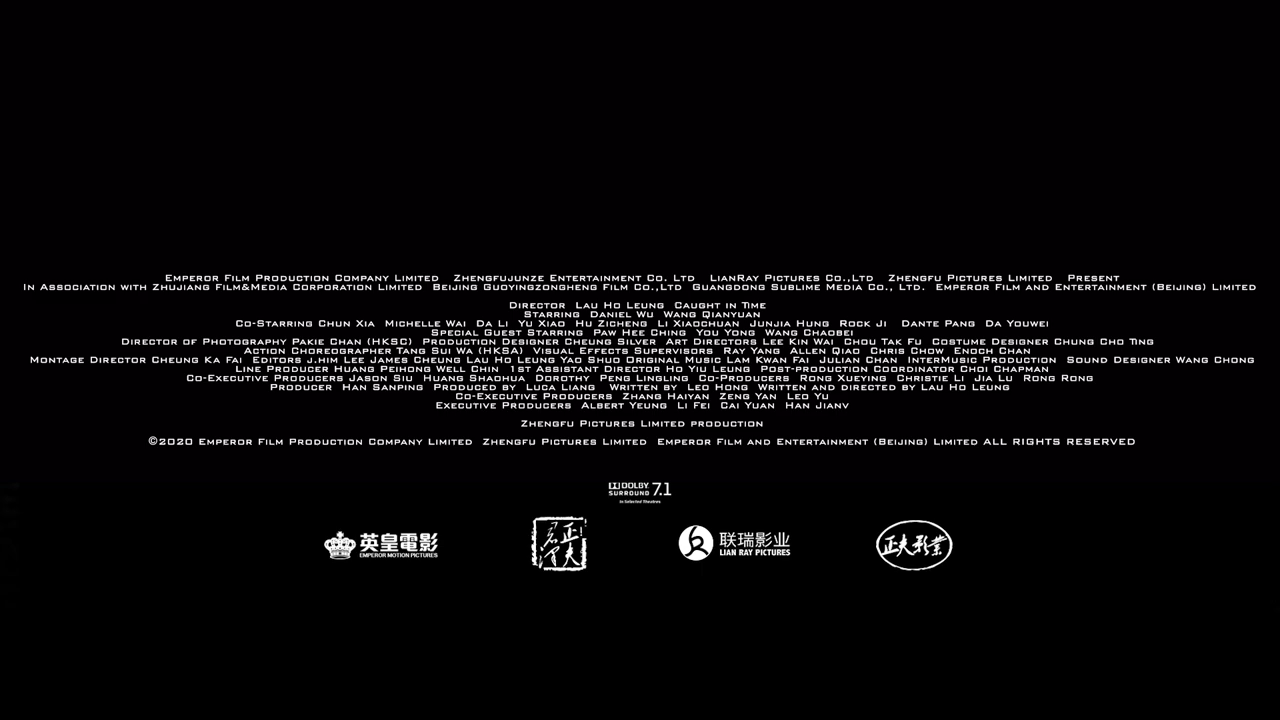 Emperor Film Production Company Limited Zhengfujunze Entertainment Co. Ltd LianRay Pictures Co.,Ltd Zhengfu Pictures Limited Present
In Association with Zhujiang Film&Media Corporation Limited Beijing Guoyingzongheng Film Co.,Ltd Guangdong Sublime Media Co., Ltd. Emperor Film and Entertainment (Beijing) Limited
Director Lau Ho Leung Caught in Time
Starring Daniel Wu Wang Qianyuan
Co-Starring Chun Xia Michelle Wai Da Li Yu Xiao Hu Zicheng Li Xiaochuan Junjia Hung Rock Ji Dante Pang Da Youwei
Special Guest Starring Paw Hee Ching You Yong Wang Chaobei
Director of Photography Pakie Chan (HKSC) Production Designer Cheung Silver Art Directors Lee Kin Wai Chou Tak Fu Costume Designer Chung Cho Ting
Action Choreographer Tang Sui Wa (HKSA) Visual Effects Supervisors Ray Yang Allen Qiao Chris Chow Enoch Chan
Montage Director Cheung Ka Fai Editors J.Him Lee James Cheung Lau Ho Leung Yao Shuo Original Music Lam Kwan Fai Julian Chan InterMusic Production Sound Designer Wang Chong
Line Producer Huang Peihong Well Chin 1st Assistant Director Ho Yiu Leung Post-production Coordinator Choi Chapman
Co-Executive Producers Jason Siu Huang Shaohua Dorothy Peng Lingling Co-Producers Rong Xueying Christie Li Jia Lu Rong Rong
Producer Han Sanping Produced by Luca Liang Written by Leo Hong Written and directed by Lau Ho Leung
Co-Executive Producers Zhang Haiyan Zeng Yan Leo Yu
Executive Producers Albert Yeung Li Fei Cai Yuan Han Jianv
Zhengfu Pictures Limited production
©2020 Emperor Film Production Company Limited Zhengfu Pictures Limited Emperor Film and Entertainment (Beijing) Limited ALL RIGHTS RESERVED
DOLBY
SURROUND 7.1
In Selected Theatres
英皇電影
EMPEROR MOTION PICTURES
正夫君澤
联瑞影业
LIAN RAY PICTURES
正夫影業